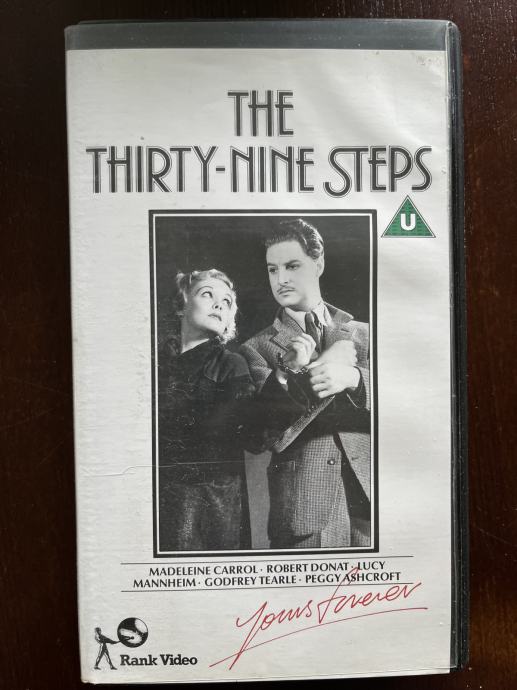 THE
THIRTY-NINE STEPS
U
MADELEINE CARROL · ROBERT DONAT · LUCY
MANNHEIM · GODFREY TEARLE · PEGGY ASHCROFT
Yours forever
Rank Video